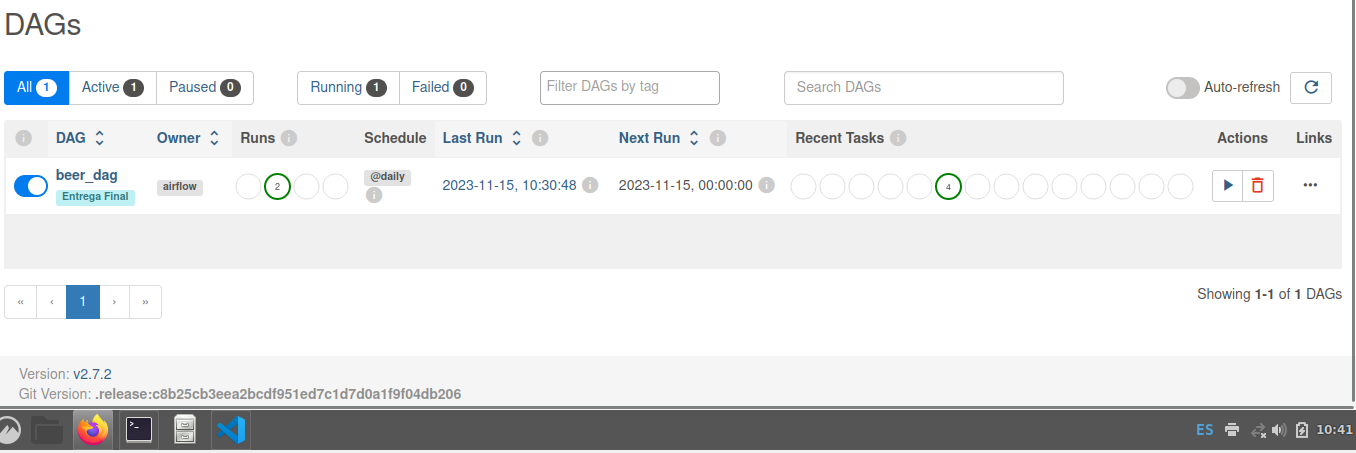 DAGs
All 1 Active 1 Paused 0 Running 1 Failed 0 Filter DAGs by tag Search DAGs Auto-refresh
DAG Owner Runs Schedule Last Run Next Run Recent Tasks Actions Links
beer_dag
Entrega Final
airflow 2 @daily 2023-11-15, 10:30:48 2023-11-15, 00:00:00 4
« ‹ 1 › »
Showing 1-1 of 1 DAGs
Version: v2.7.2
Git Version: .release:c8b25cb3eea2bcdf951ed7c1d7d0a1f9f04db206
ES 10:41